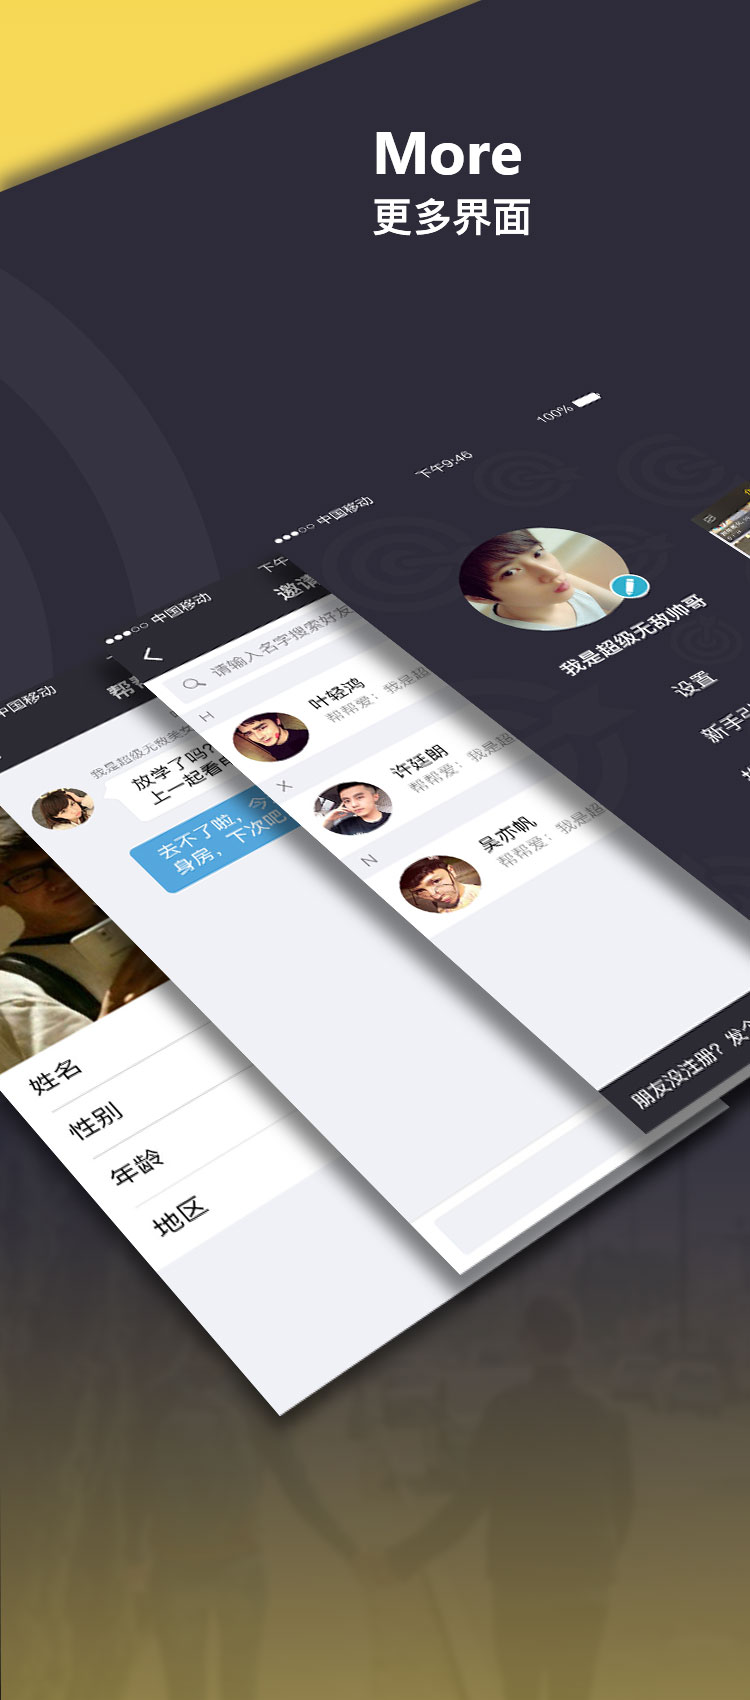 More
更多界面
100%
下午9:46
中国移动
我是超级无敌帅哥
设置
新手引
下午
邀请
请输入名字搜索好友
H
叶轻鸿
帮帮爱：我是超
X
许廷朗
帮帮爱：我是超
N
吴亦帆
帮帮爱：我是超
朋友没注册？发个
中国移动
帮帮
我是超级无敌美女
放学了吗？
上一起看电
去不了啦，今
身房，下次吧
中国移动
姓名
性别
年龄
地区